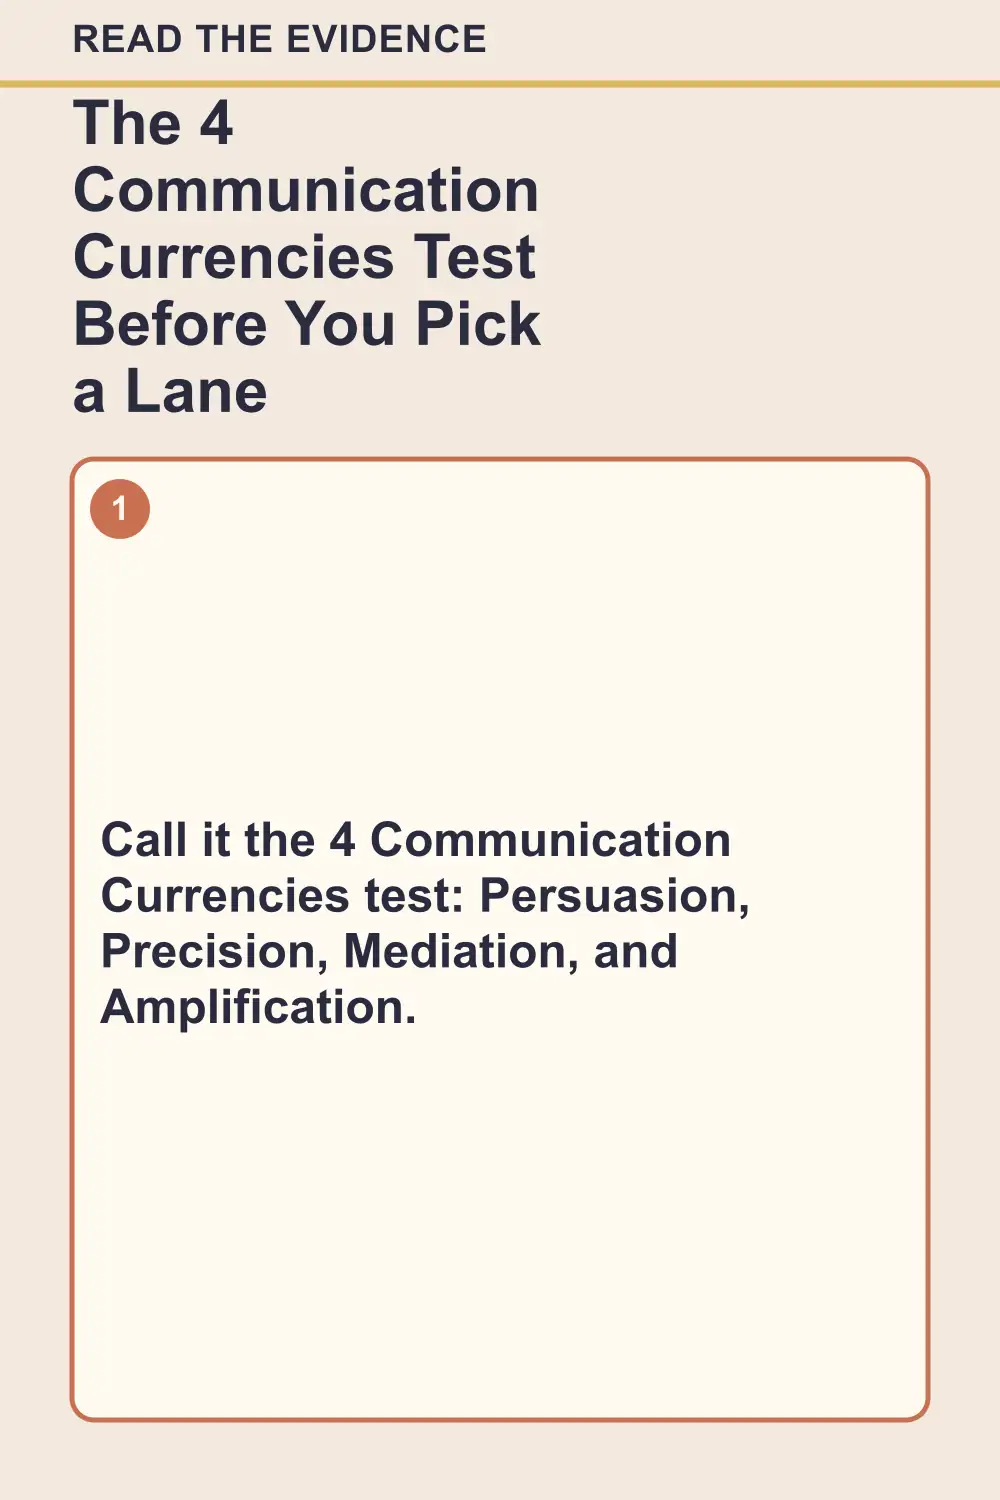 READ THE EVIDENCE
The 4
Communication
Currencies Test
Before You Pick
a Lane
1
Call it the 4 Communication
Currencies test: Persuasion,
Precision, Mediation, and
Amplification.